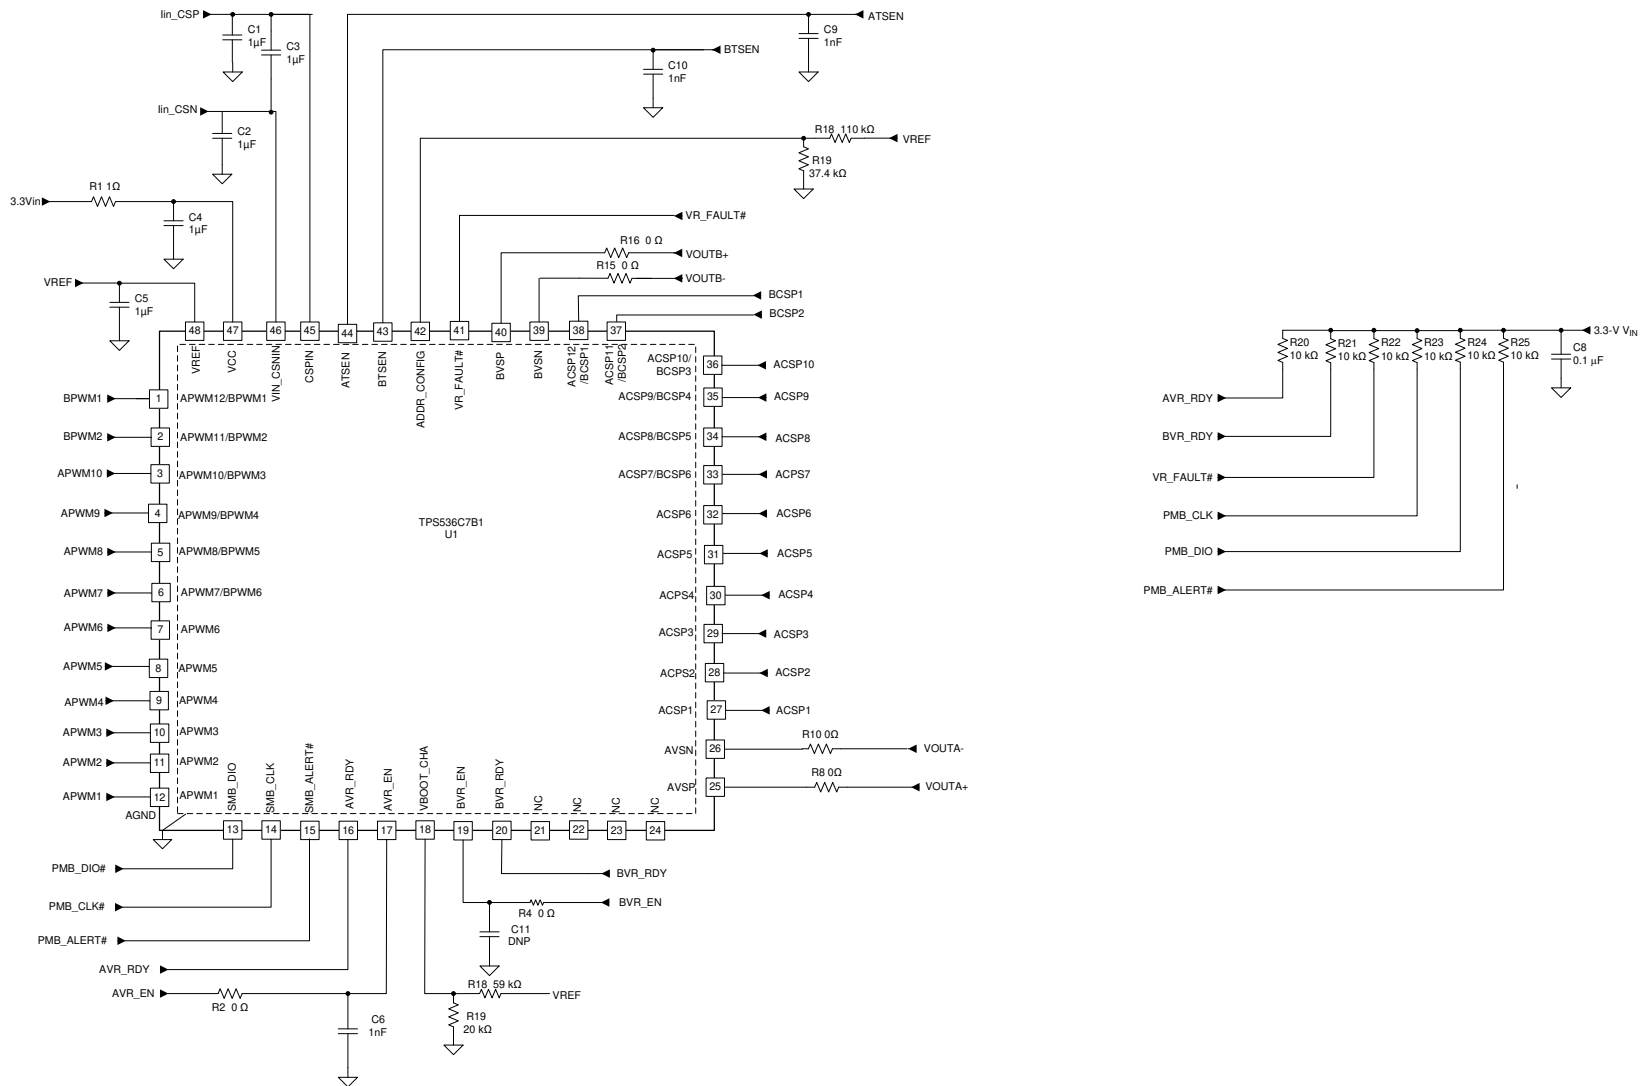 Iin_CSP
C1
1µF
C3
1µF
ATSEN
C9
1nF
BTSEN
C10
1nF
Iin_CSN
C2
1µF
R18 110 kΩ
VREF
R19
37.4 kΩ
R1 1Ω
3.3Vin
C4
1µF
VR_FAULT#
R16 0 Ω
VOUTB+
R15 0 Ω
VOUTB-
VREF
C5
1µF
BCSP1
BCSP2
48
47
46
45
44
43
42
41
40
39
38
37
VREF
VCC
VIN_CSNIN
CSPIN
ATSEN
BTSEN
ADDR_CONFIG
VR_FAULT#
BVSP
BVSN
ACSP12
/BCSP1
ACSP11
/BCSP2
BPWM1
1
APWM12/BPWM1
BPWM2
2
APWM11/BPWM2
APWM10
3
APWM10/BPWM3
APWM9
4
APWM9/BPWM4
APWM8
5
APWM8/BPWM5
APWM7
6
APWM7/BPWM6
APWM6
7
APWM6
APWM5
8
APWM5
APWM4
9
APWM4
APWM3
10
APWM3
APWM2
11
APWM2
APWM1
12
APWM1
AGND
TPS536C7B1
U1
ACSP10/
BCSP3
36
ACSP10
ACSP9/BCSP4
35
ACSP9
ACSP8/BCSP5
34
ACSP8
ACSP7/BCSP6
33
ACPS7
ACSP6
32
ACSP6
ACSP5
31
ACSP5
ACPS4
30
ACSP4
ACSP3
29
ACSP3
ACPS2
28
ACSP2
ACSP1
27
ACSP1
AVSN
26
R10 0Ω
VOUTA-
AVSP
25
R8 0Ω
VOUTA+
SMB_DIO
SMB_CLK
SMB_ALERT#
AVR_RDY
AVR_EN
VBOOT_CHA
BVR_EN
BVR_RDY
NC
NC
NC
NC
13
14
15
16
17
18
19
20
21
22
23
24
PMB_DIO#
PMB_CLK#
PMB_ALERT#
AVR_RDY
AVR_EN
R2 0 Ω
C6
1nF
BVR_RDY
R4 0 Ω
BVR_EN
C11
DNP
R18 59 kΩ
VREF
R19
20 kΩ
3.3-V VIN
R20
10 kΩ
R21
10 kΩ
R22
10 kΩ
R23
10 kΩ
R24
10 kΩ
R25
10 kΩ
C8
0.1 µF
AVR_RDY
BVR_RDY
VR_FAULT#
PMB_CLK
PMB_DIO
PMB_ALERT#